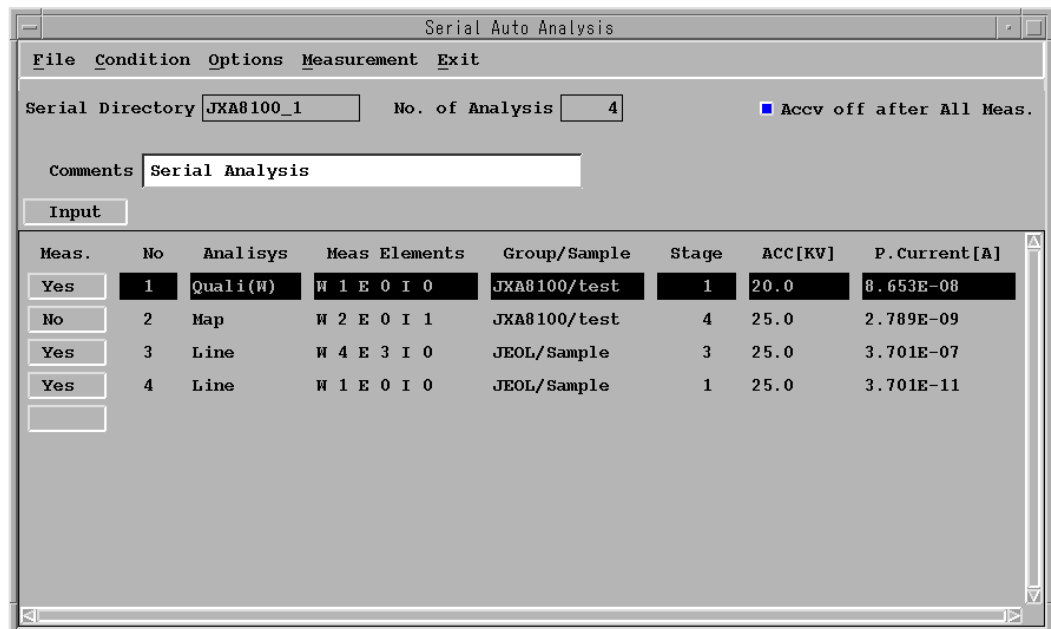 Serial Auto Analysis
File Condition Options Measurement Exit
Serial Directory JXA8100_1 No. of Analysis 4 Accv off after All Meas.
Comments Serial Analysis
Input
Meas. No Analisys Meas Elements Group/Sample Stage ACC[KV] P.Current[A]
Yes 1 Quali(W) W 1 E 0 I 0 JXA8100/test 1 20.0 8.653E-08
No 2 Map W 2 E 0 I 1 JXA8100/test 4 25.0 2.789E-09
Yes 3 Line W 4 E 3 I 0 JEOL/Sample 3 25.0 3.701E-07
Yes 4 Line W 1 E 0 I 0 JEOL/Sample 1 25.0 3.701E-11